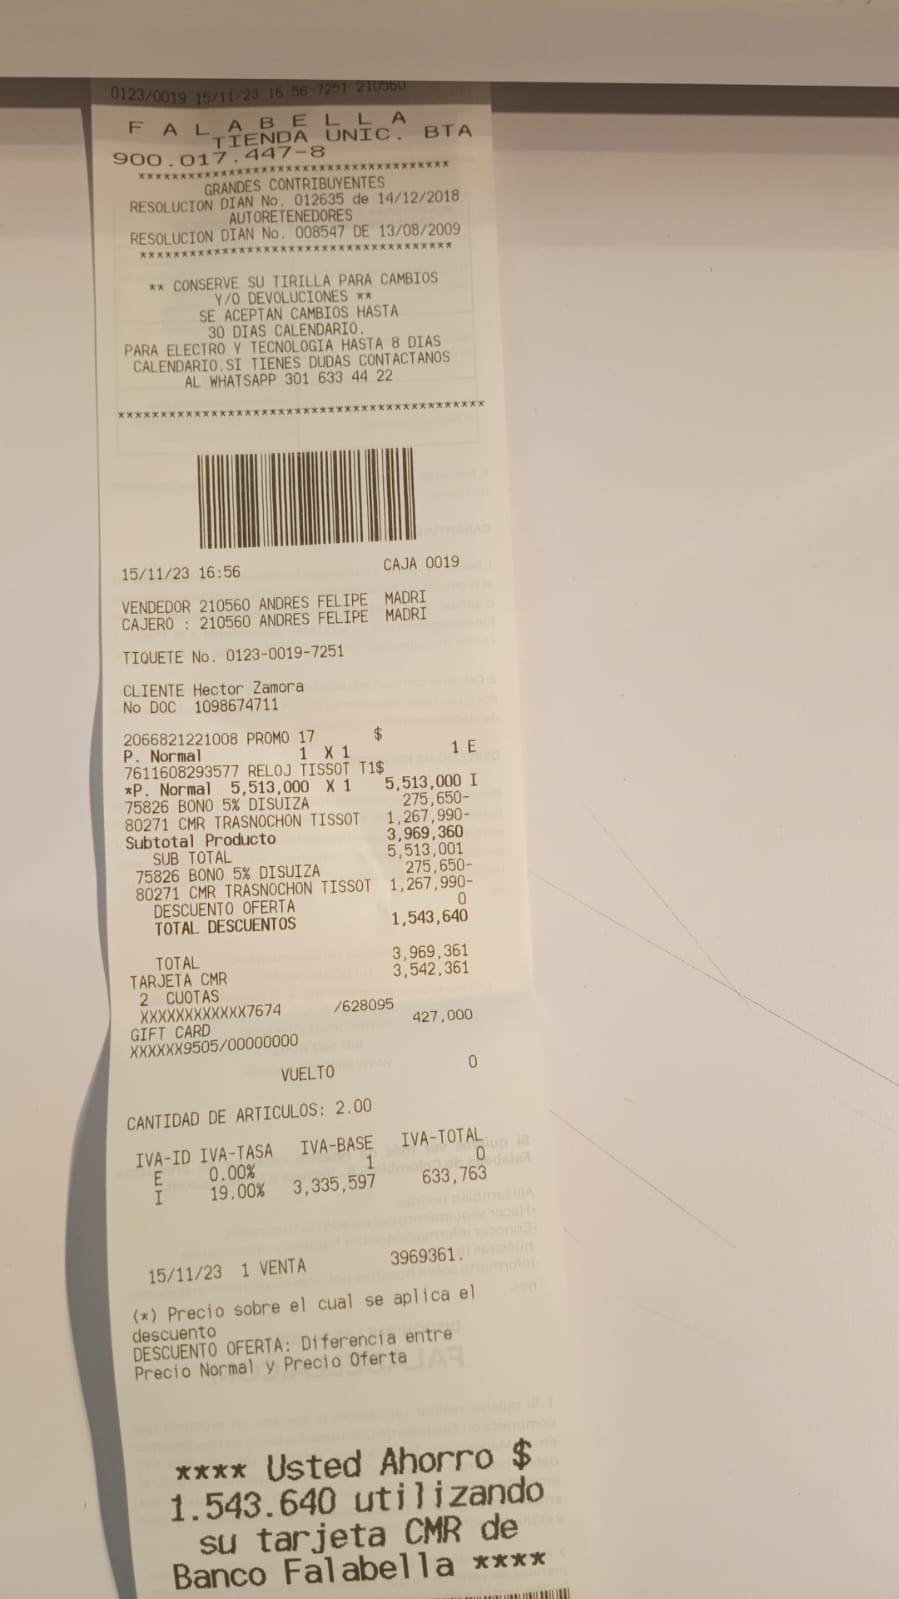 0123/0019 15/11/23 16:56 7251 210560
F A L A B E L L A
TIENDA UNIC. BTA
900.017.447-8
*************************************
GRANDES CONTRIBUYENTES
RESOLUCION DIAN No. 012635 de 14/12/2018
AUTORETENEDORES
RESOLUCION DIAN No. 008547 DE 13/08/2009
*************************************
** CONSERVE SU TIRILLA PARA CAMBIOS
Y/O DEVOLUCIONES **
SE ACEPTAN CAMBIOS HASTA
30 DIAS CALENDARIO.
PARA ELECTRO Y TECNOLOGIA HASTA 8 DIAS
CALENDARIO.SI TIENES DUDAS CONTACTANOS
AL WHATSAPP 301 633 44 22
********************************************
15/11/23 16:56 CAJA 0019
VENDEDOR 210560 ANDRES FELIPE MADRI
CAJERO : 210560 ANDRES FELIPE MADRI
TIQUETE No. 0123-0019-7251
CLIENTE Hector Zamora
No DOC 1098674711
2066821221008 PROMO 17 $
P. Normal 1 X 1 1 E
7611608293577 RELOJ TISSOT T1$
*P. Normal 5,513,000 X 1 5,513,000 I
75826 BONO 5% DISUIZA 275,650-
80271 CMR TRASNOCHON TISSOT 1,267,990-
Subtotal Producto 3,969,360
SUB TOTAL 5,513,001
75826 BONO 5% DISUIZA 275,650-
80271 CMR TRASNOCHON TISSOT 1,267,990-
DESCUENTO OFERTA 0
TOTAL DESCUENTOS 1,543,640
TOTAL 3,969,361
TARJETA CMR 3,542,361
2 CUOTAS
XXXXXXXXXXXX7674 /628095
GIFT CARD 427,000
XXXXXX9505/00000000
VUELTO 0
CANTIDAD DE ARTICULOS: 2.00
IVA-ID IVA-TASA IVA-BASE IVA-TOTAL
E 0.00% 1 0
I 19.00% 3,335,597 633,763
15/11/23 1 VENTA 3969361.
(*) Precio sobre el cual se aplica el
descuento
DESCUENTO OFERTA: Diferencia entre
Precio Normal y Precio Oferta
**** Usted Ahorro $
1.543.640 utilizando
su tarjeta CMR de
Banco Falabella ****